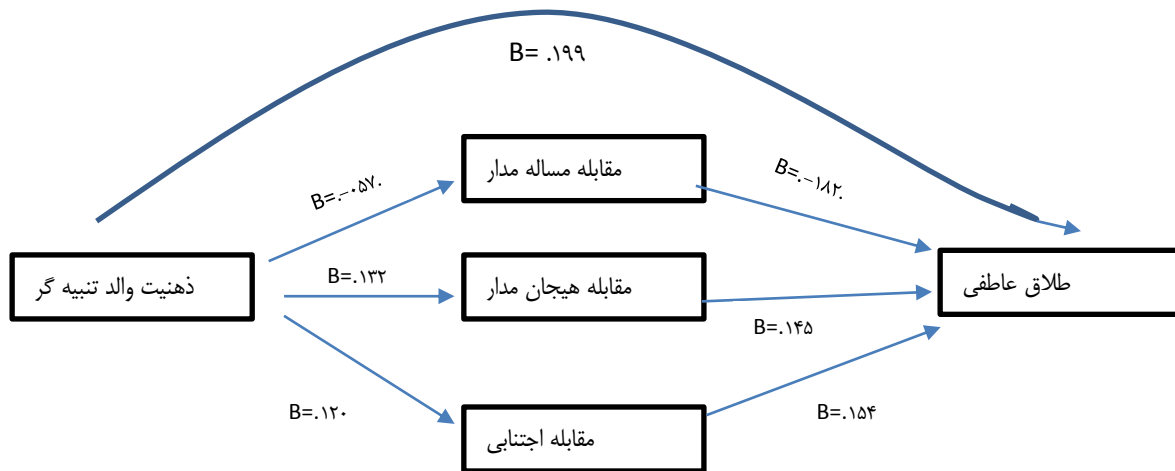 B= .۱۹۹
مقابله مساله مدار
B=.-۰۵۷.
B=.-۱۸۲.
ذهنیت والد تنبیه گر
B=.۱۳۲
مقابله هیجان مدار
طلاق عاطفی
B=.۱۴۵
B=.۱۲۰
مقابله اجتنابی
B=.۱۵۴